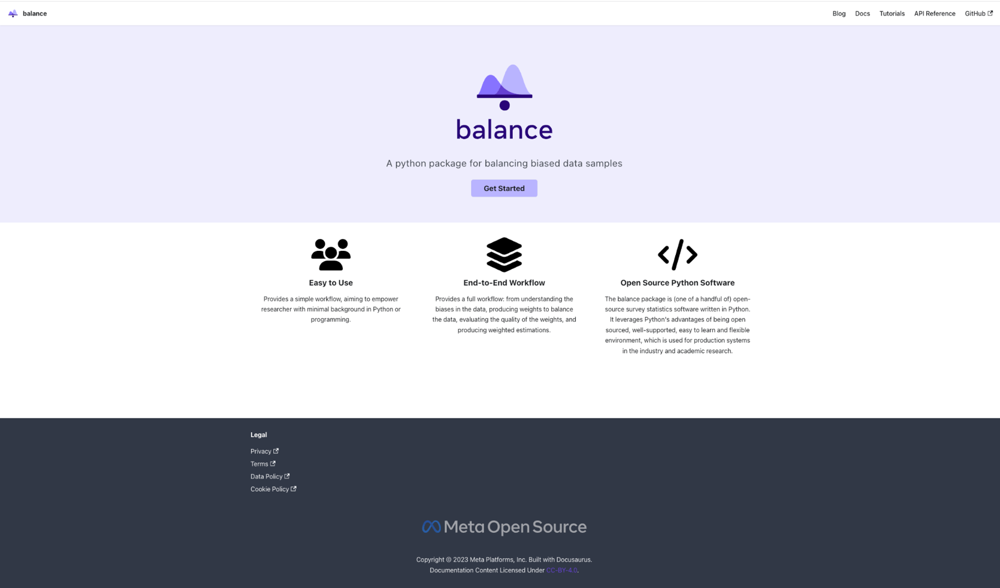 balance
Blog Docs Tutorials API Reference GitHub
balance
A python package for balancing biased data samples
Get Started
Easy to Use
Provides a simple workflow, aiming to empower
researcher with minimal background in Python or
programming.
End-to-End Workflow
Provides a full workflow: from understanding the
biases in the data, producing weights to balance
the data, evaluating the quality of the weights, and
producing weighted estimations.
Open Source Python Software
The balance package is (one of a handful of) open-
source survey statistics software written in Python.
It leverages Python's advantages of being open
sourced, well-supported, easy to learn and flexible
environment, which is used for production systems
in the industry and academic research.
Legal
Privacy
Terms
Data Policy
Cookie Policy
Meta Open Source
Copyright © 2023 Meta Platforms, Inc. Built with Docusaurus.
Documentation Content Licensed Under CC-BY-4.0.